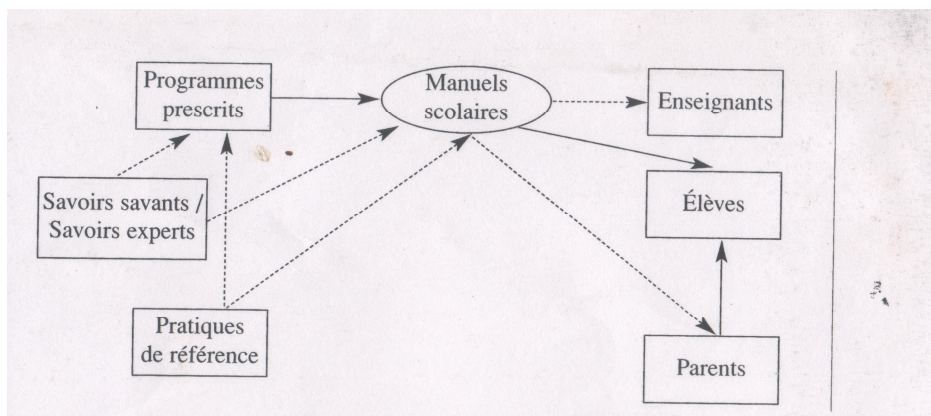 Programmes
prescrits
Manuels
scolaires
Enseignants
Savoirs savants /
Savoirs experts
Élèves
Pratiques
de référence
Parents